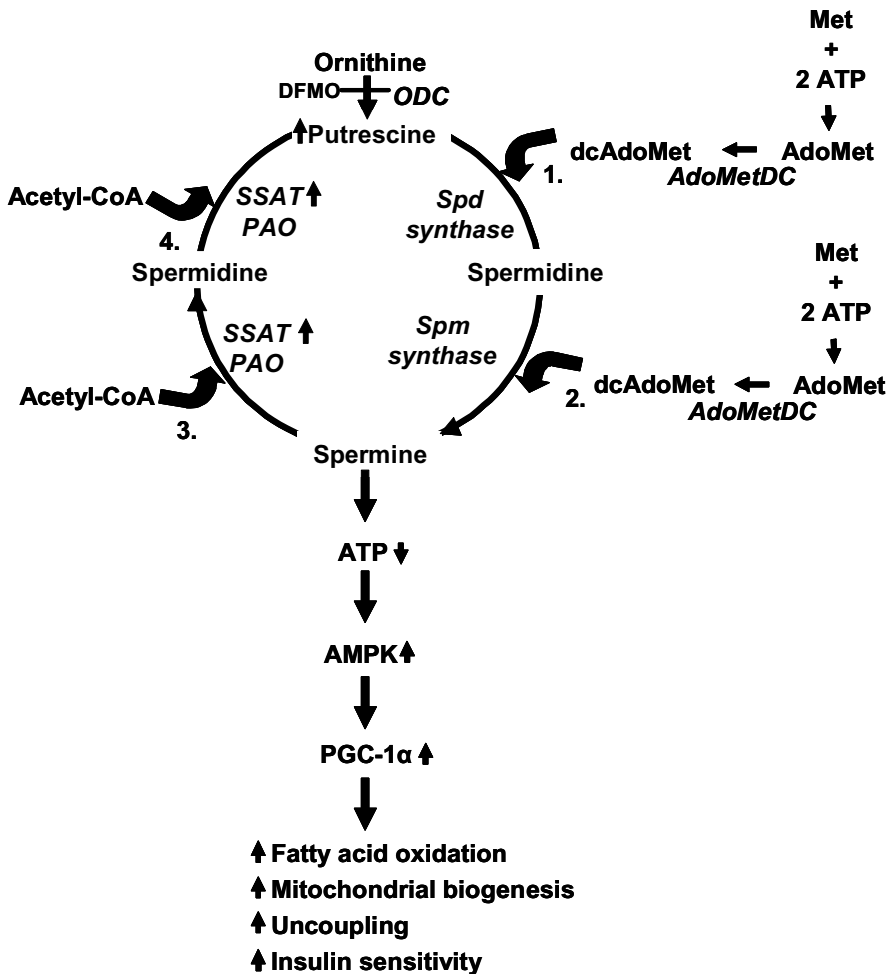 Met
+
2 ATP
Ornithine
DFMO ODC
Putrescine
dcAdoMet AdoMet
1. AdoMetDC
Acetyl-CoA SSAT
PAO
4.
Spd
synthase
Spermidine Spermidine
Met
+
2 ATP
SSAT
PAO
Spm
synthase
Acetyl-CoA
3.
dcAdoMet AdoMet
2. AdoMetDC
Spermine
ATP
AMPK
PGC-1α
Fatty acid oxidation
Mitochondrial biogenesis
Uncoupling
Insulin sensitivity